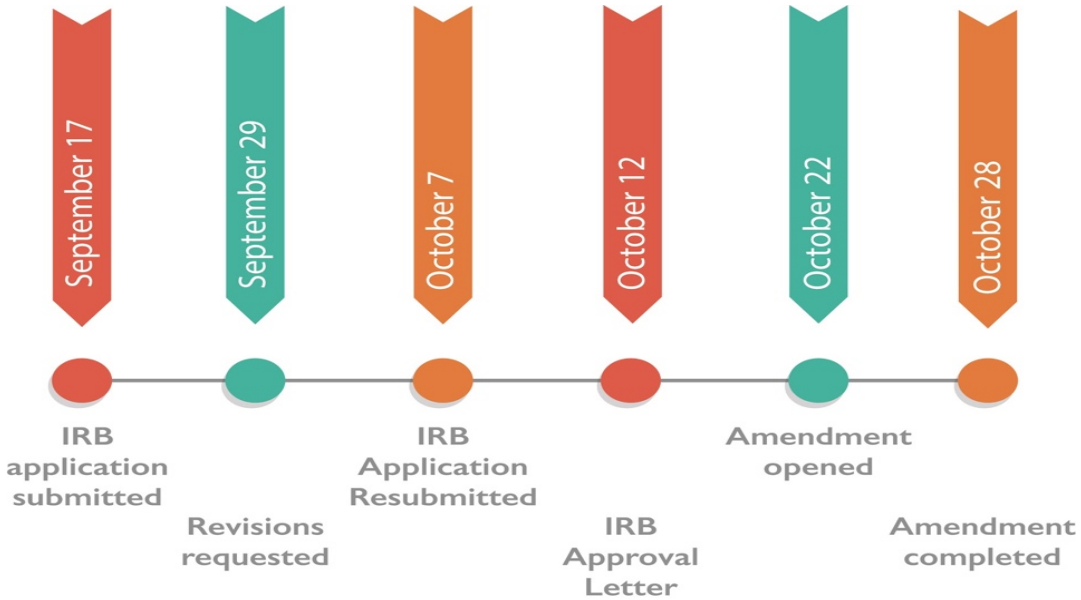 September 17
September 29
October 7
October 12
October 22
October 28
IRB
application
submitted
Revisions
requested
IRB
Application
Resubmitted
IRB
Approval
Letter
Amendment
opened
Amendment
completed